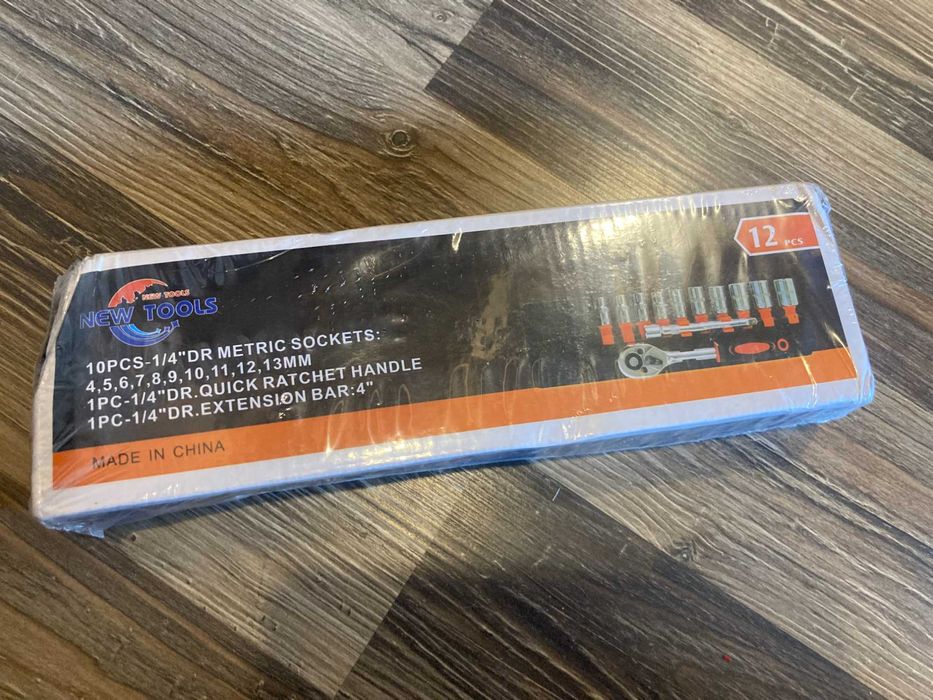 12 PCS
NEW TOOLS
NEW TOOLS
10PCS-1/4"DR METRIC SOCKETS:
4,5,6,7,8,9,10,11,12,13MM
1PC-1/4"DR.QUICK RATCHET HANDLE
1PC-1/4"DR.EXTENSION BAR:4"
MADE IN CHINA